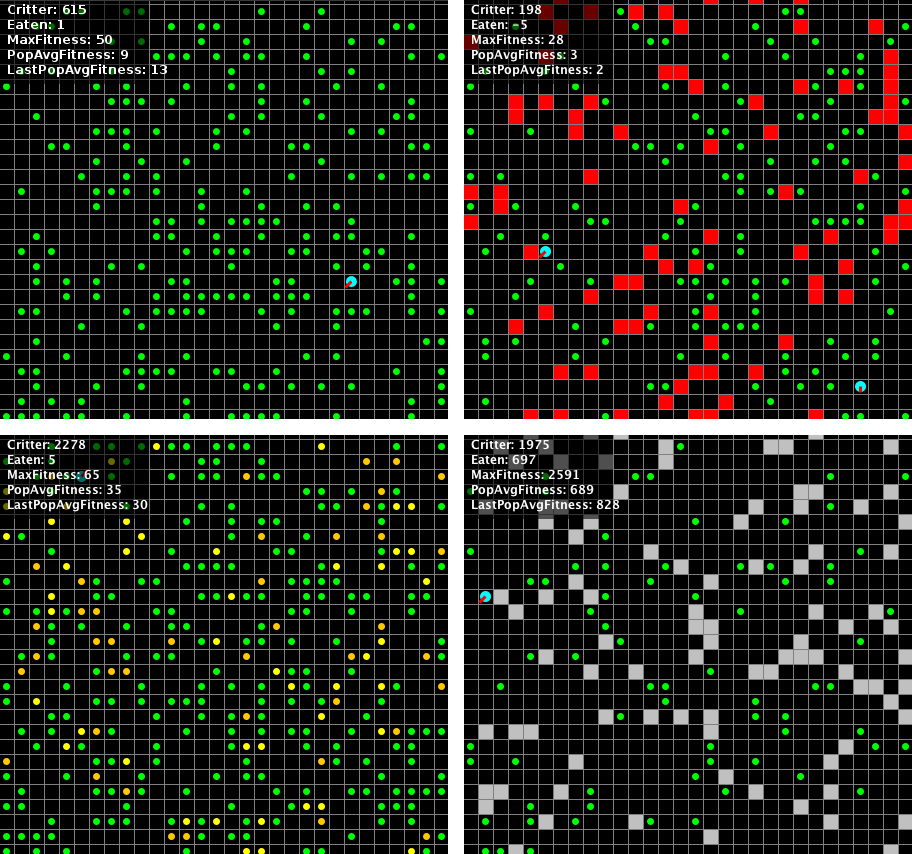 Critter: 615
Eaten: 1
MaxFitness: 50
PopAvgFitness: 9
LastPopAvgFitness: 13
Critter: 198
Eaten: -5
MaxFitness: 28
PopAvgFitness: 3
LastPopAvgFitness: 2
Critter: 2278
Eaten: 5
MaxFitness: 65
PopAvgFitness: 35
LastPopAvgFitness: 30
Critter: 1975
Eaten: 697
MaxFitness: 2591
PopAvgFitness: 689
LastPopAvgFitness: 828